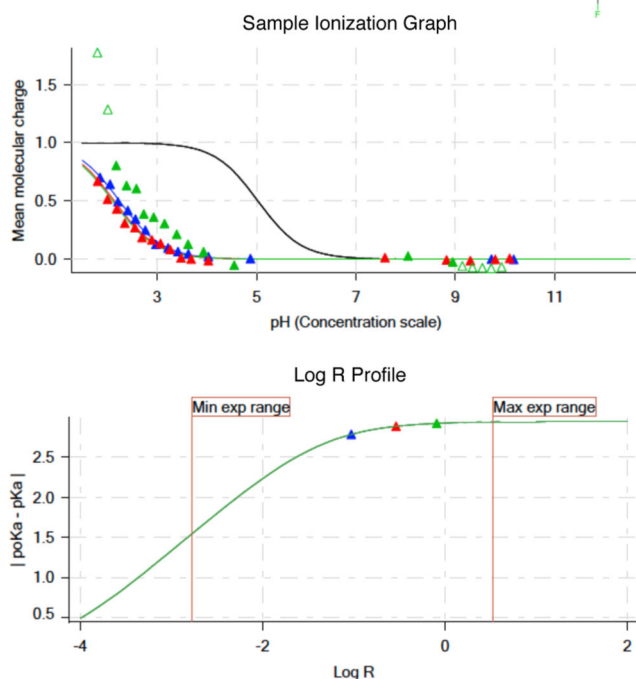 F
Sample Ionization Graph
Mean molecular charge
1.5
1.0
0.5
0.0
3 5 7 9 11
pH (Concentration scale)
Log R Profile
Min exp range Max exp range
| poKa - pKa |
2.5
2.0
1.5
1.0
0.5
-4 -2 0 2
Log R